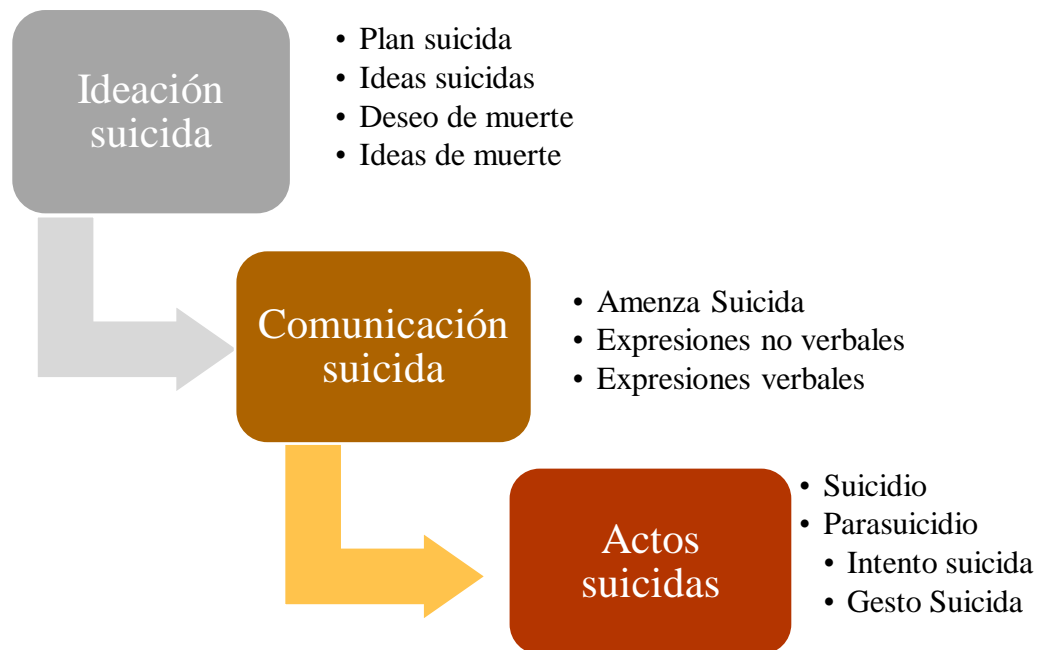 Ideación
suicida
• Plan suicida
• Ideas suicidas
• Deseo de muerte
• Ideas de muerte
Comunicación
suicida
• Amenza Suicida
• Expresiones no verbales
• Expresiones verbales
Actos
suicidas
• Suicidio
• Parasuicidio
• Intento suicida
• Gesto Suicida